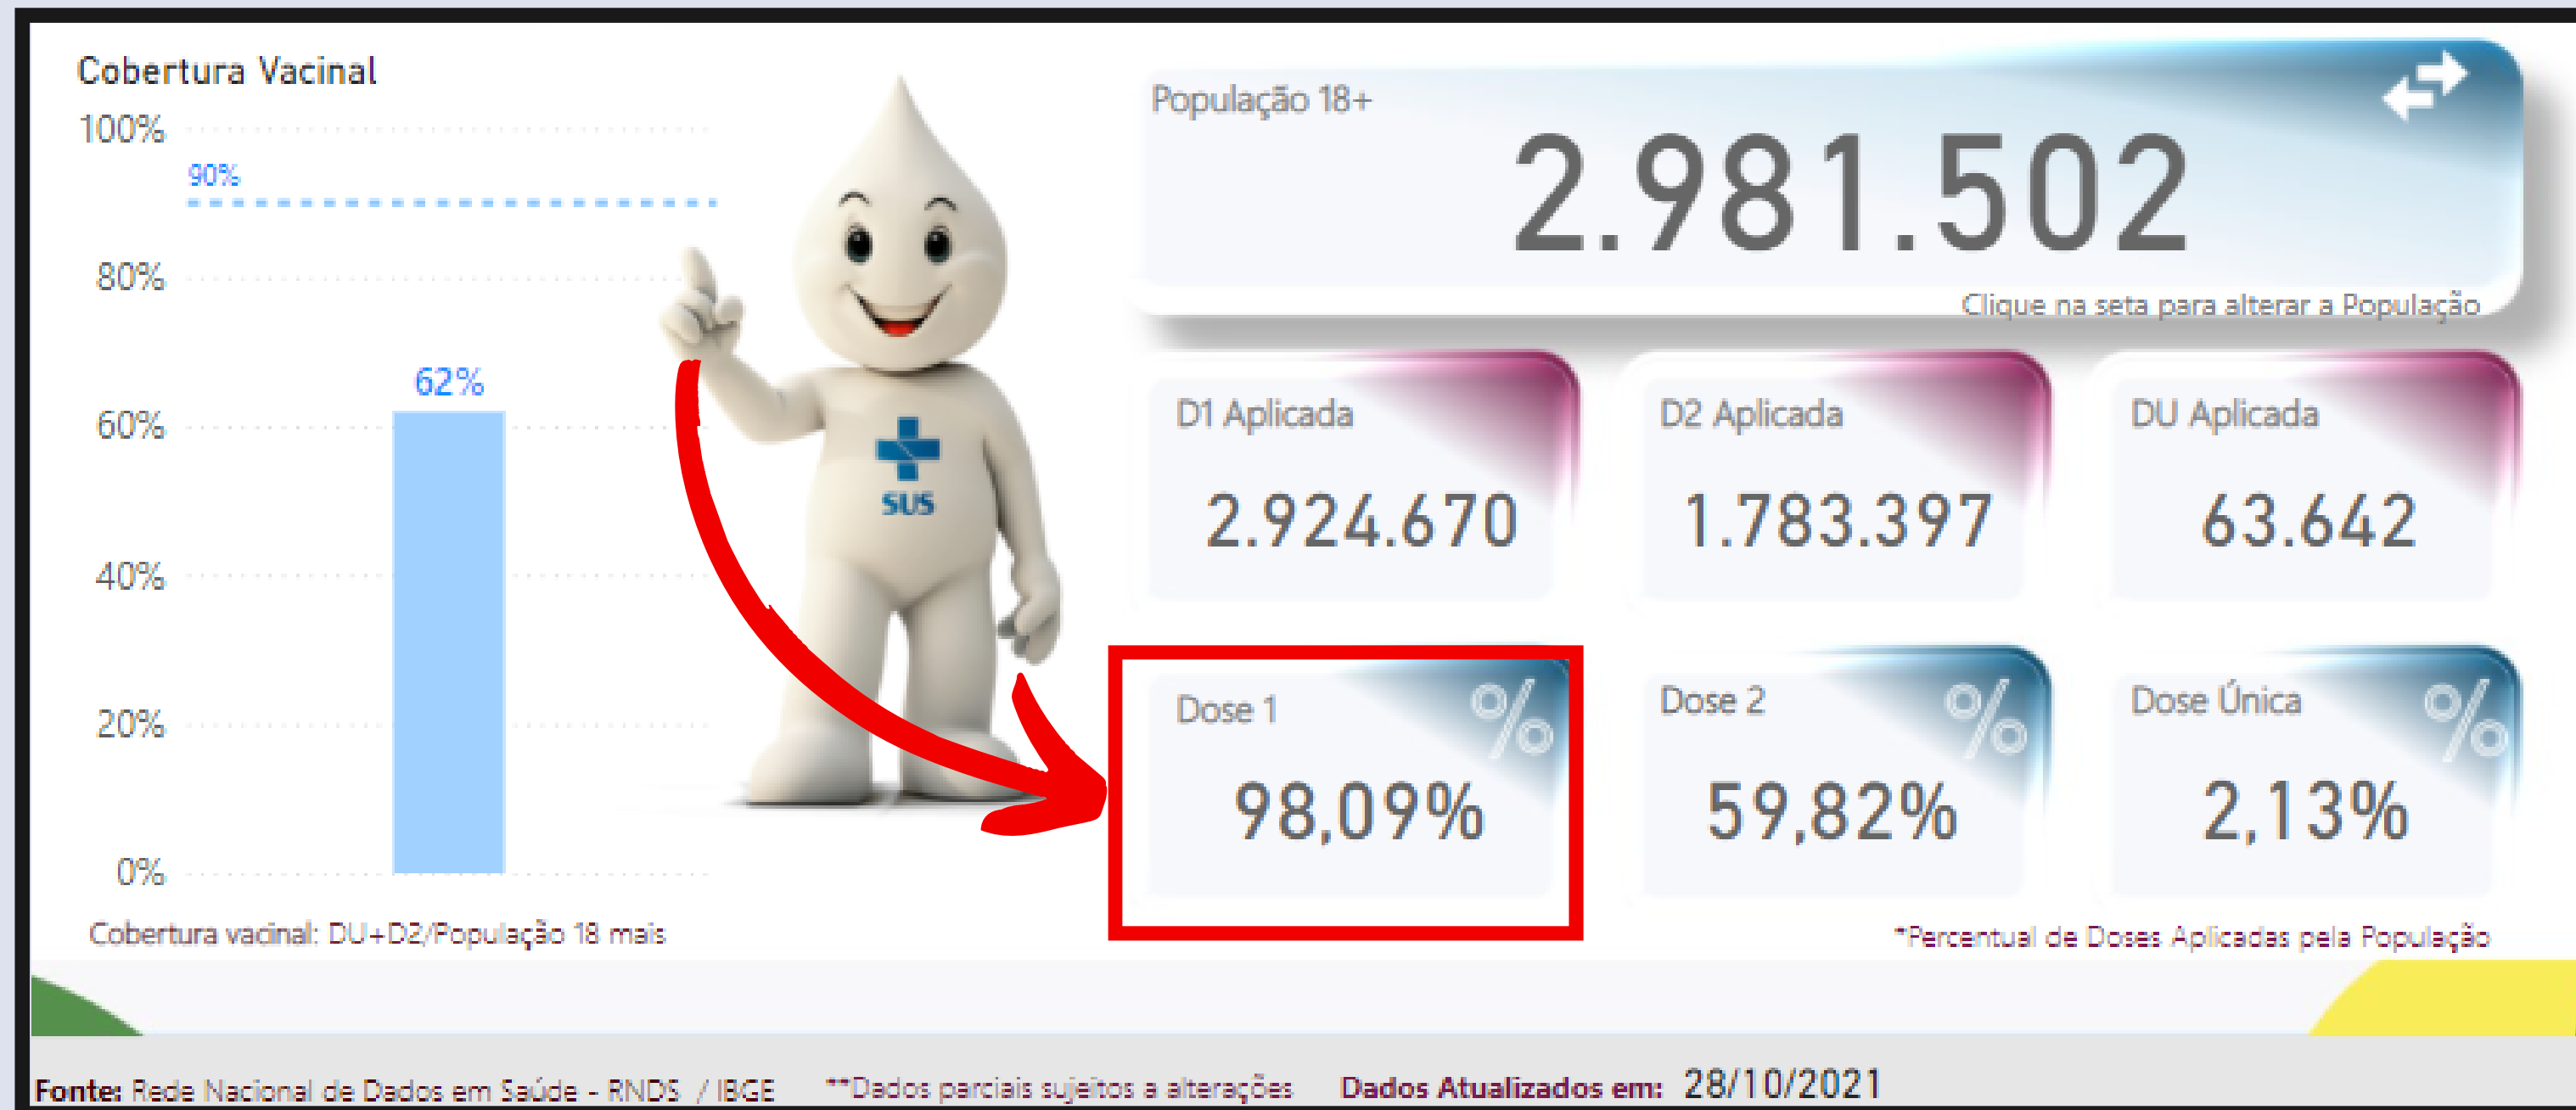 Cobertura Vacinal
100%
90%
80%
62%
60%
40%
20%
0%
Cobertura vacinal: DU+D2/População 18 mais
SUS
População 18+
2.981.502
Clique na seta para alterar a População
D1 Aplicada
2.924.670
D2 Aplicada
1.783.397
DU Aplicada
63.642
Dose 1 %
98,09%
Dose 2 %
59,82%
Dose Única %
2,13%
*Percentual de Doses Aplicadas pela População
Fonte: Rede Nacional de Dados em Saúde - RNDS / IBGE **Dados parciais sujeitos a alterações Dados Atualizados em: 28/10/2021